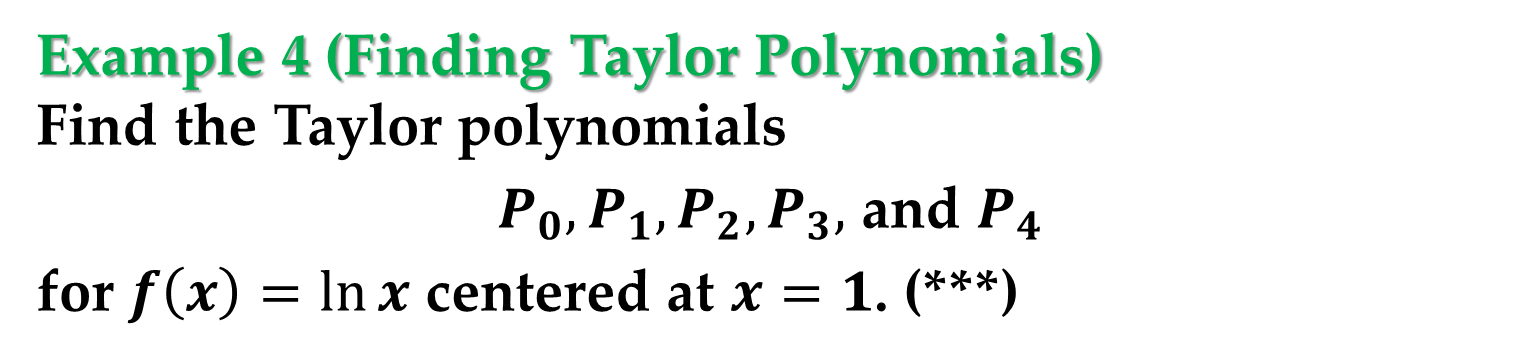 Example 4 (Finding Taylor Polynomials)
Find the Taylor polynomials
P₀, P₁, P₂, P₃, and P₄
for f(x) = ln x centered at x = 1. (***)